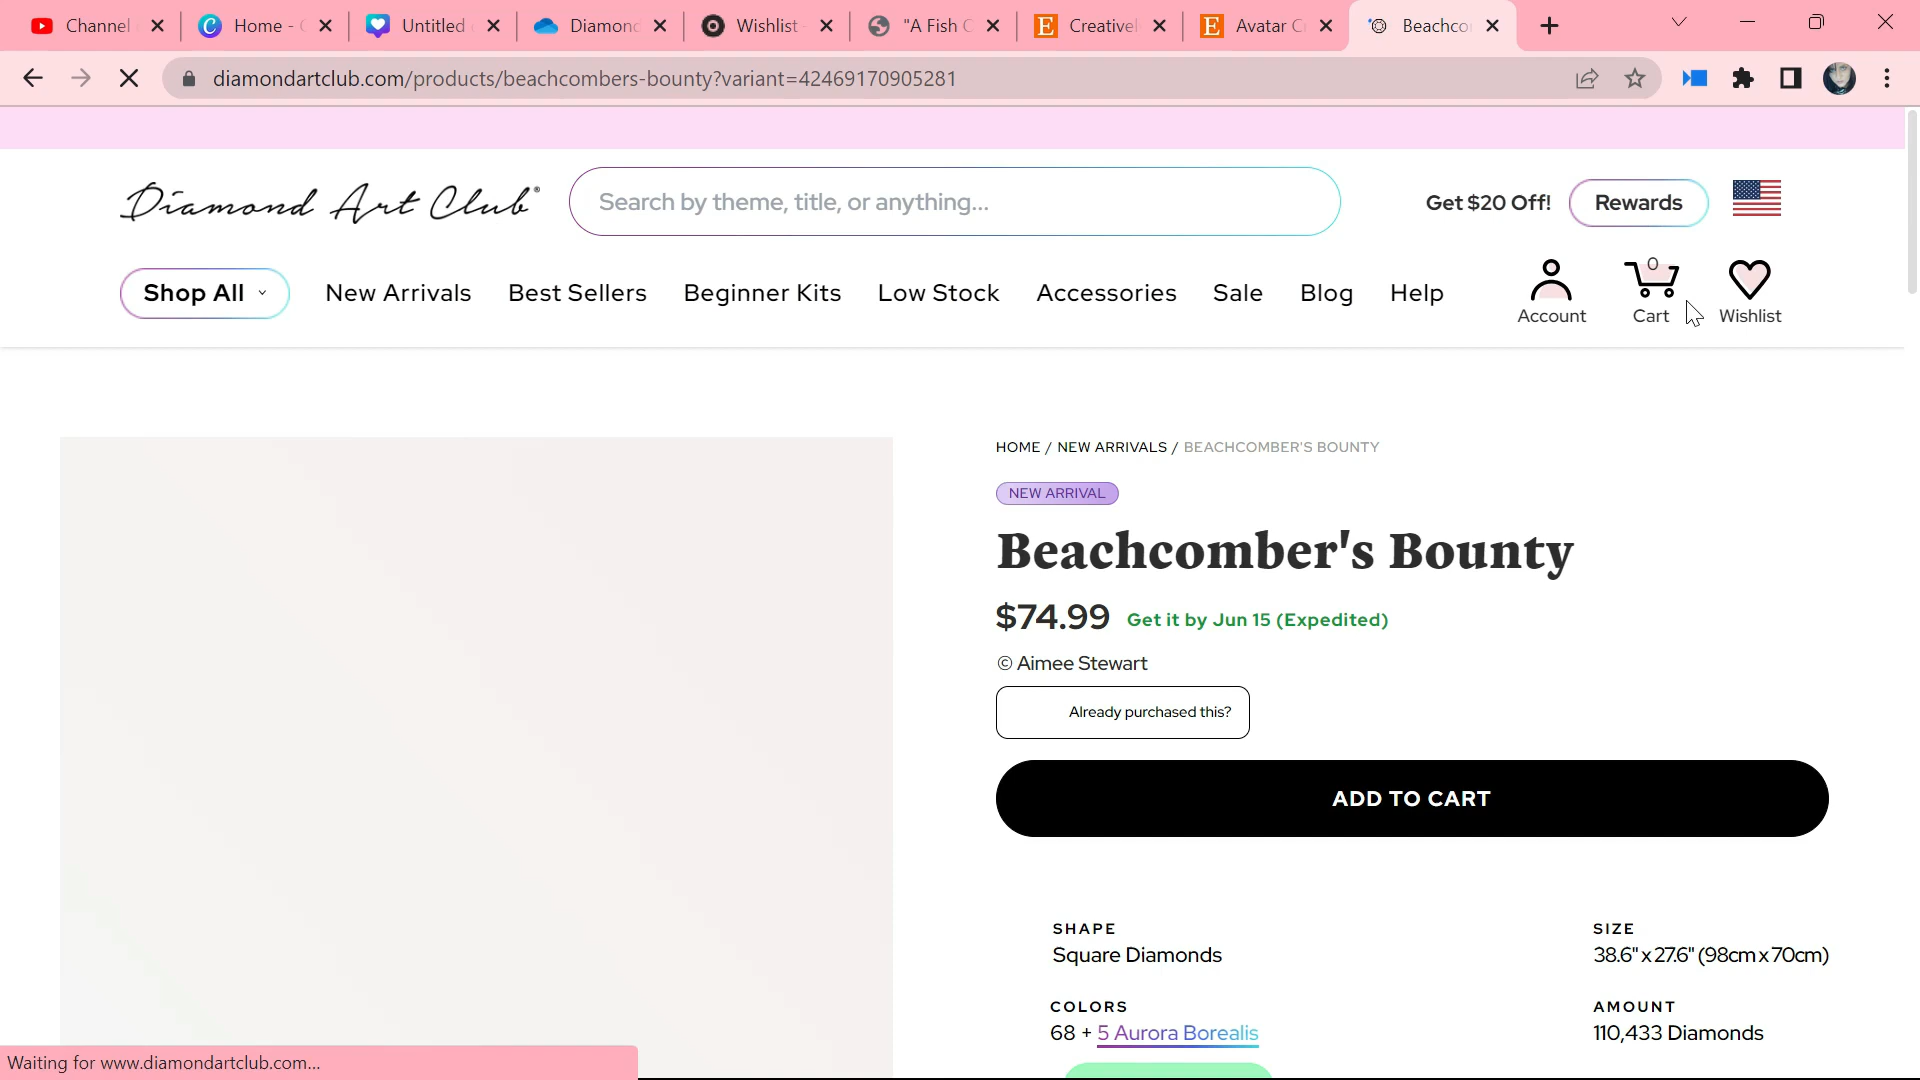 Channel
Home - C
Untitled
Diamond
Wishlist -
"A Fish C
Creativel
Avatar Cr
Beachco
diamondartclub.com/products/beachcombers-bounty?variant=42469170905281
Diamond Art Club®
Search by theme, title, or anything...
Get $20 Off!
Rewards
Shop All
New Arrivals
Best Sellers
Beginner Kits
Low Stock
Accessories
Sale
Blog
Help
Account
0
Cart
Wishlist
HOME / NEW ARRIVALS / BEACHCOMBER'S BOUNTY
NEW ARRIVAL
Beachcomber's Bounty
$74.99 Get it by Jun 15 (Expedited)
© Aimee Stewart
Already purchased this?
ADD TO CART
SHAPE
Square Diamonds
SIZE
38.6" x 27.6" (98cm x 70cm)
COLORS
68 + 5 Aurora Borealis
AMOUNT
110,433 Diamonds
Waiting for www.diamondartclub.com...